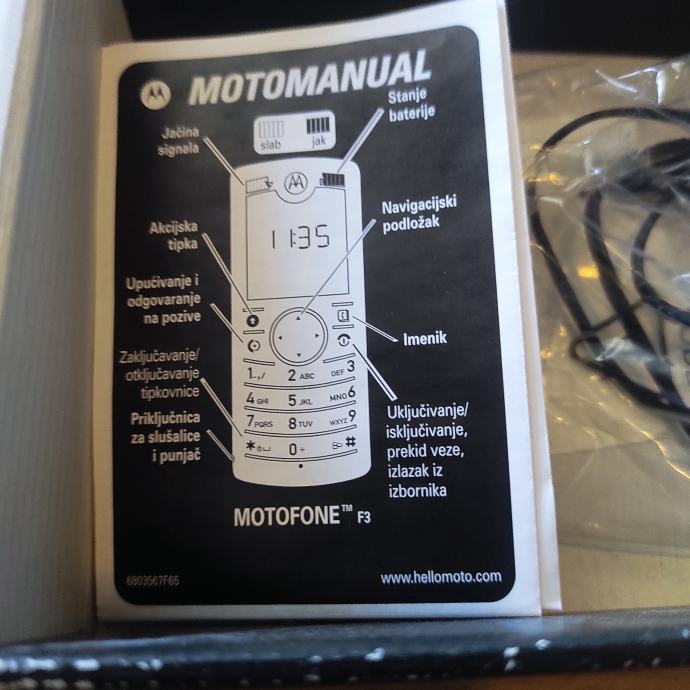 MOTOMANUAL
Stanje
baterije
slab jak
Jačina
signala
11:35
Navigacijski
podložak
Akcijska
tipka
Upućivanje i
odgovaranje
na pozive
Imenik
Zaključavanje/
otključavanje
tipkovnice
Priključnica
za slušalice
i punjač
1 2 ABC DEF 3
4 GHI 5 JKL MNO 6
7 PQRS 8 TUV WXYZ 9
* 0 + #
Uključivanje/
isključivanje,
prekid veze,
izlazak iz
izbornika
MOTOFONE™ F3
6803567F65
www.hellomoto.com